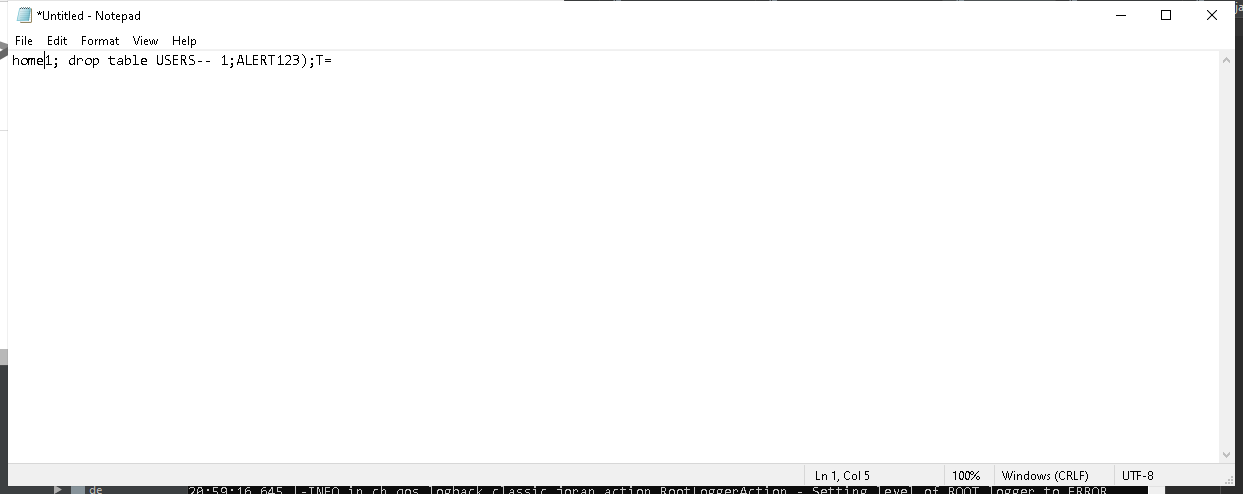 *Untitled - Notepad
File Edit Format View Help
home1; drop table USERS-- 1;ALERT123);T=
Ln 1, Col 5 100% Windows (CRLF) UTF-8
de 20:59:16.645 |-INFO in ch.qos.logback.classic.joran.action.RootLoggerAction - Setting level of ROOT logger to ERROR